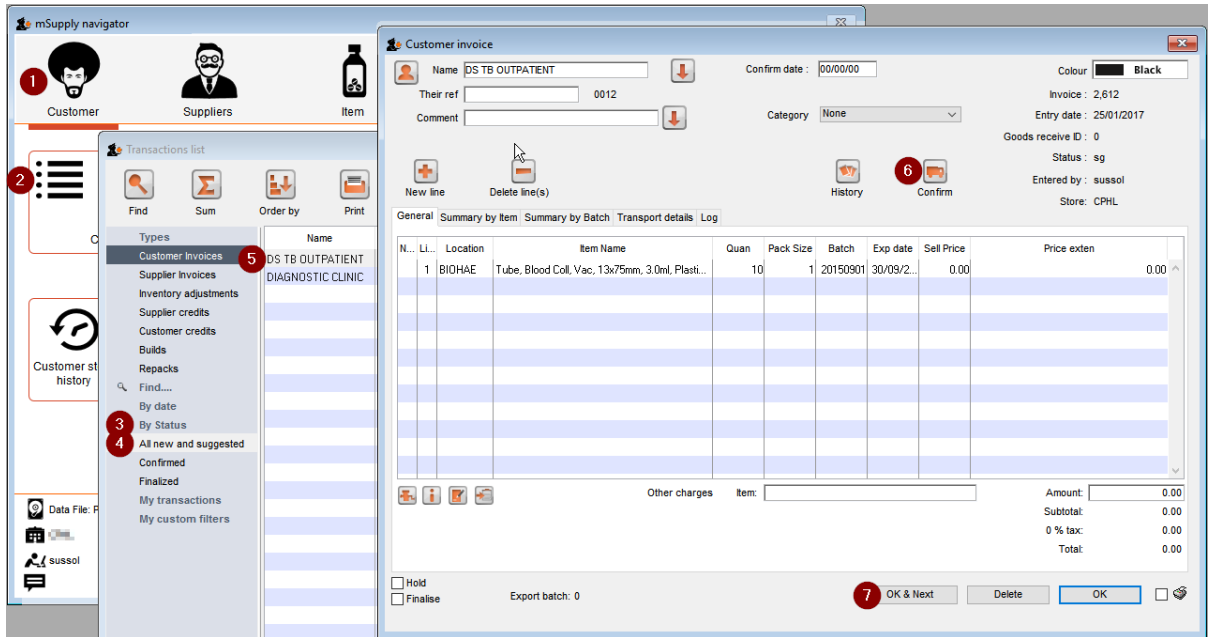 mSupply navigator
1
Customer
Suppliers
Item
2
C
Customer st
history
Data File: P
sussol
Transactions list
Find
Sum
Order by
Print
Types
Customer Invoices
Supplier Invoices
Inventory adjustments
Supplier credits
Customer credits
Builds
Repacks
Find....
By date
3 By Status
4 All new and suggested
Confirmed
Finalized
My transactions
My custom filters
Name
5 DS TB OUTPATIENT
DIAGNOSTIC CLINIC
Customer invoice
Name DS TB OUTPATIENT
Confirm date : 00/00/00
Colour Black
Their ref 0012
Invoice : 2,612
Comment
Category None
Entry date : 25/01/2017
Goods receive ID : 0
Status : sg
Entered by : sussol
Store: CPHL
New line
Delete line(s)
History
6 Confirm
General Summary by Item Summary by Batch Transport details Log
N... Li... Location Item Name Quan Pack Size Batch Exp date Sell Price Price exten
1 BIOHAE Tube, Blood Coll, Vac, 13x75mm, 3.0ml, Plasti... 10 1 20150901 30/09/2... 0.00 0.00
Other charges Item: Amount: 0.00
Subtotal: 0.00
0 % tax: 0.00
Total: 0.00
Hold
Finalise
Export batch: 0
7 OK & Next
Delete
OK